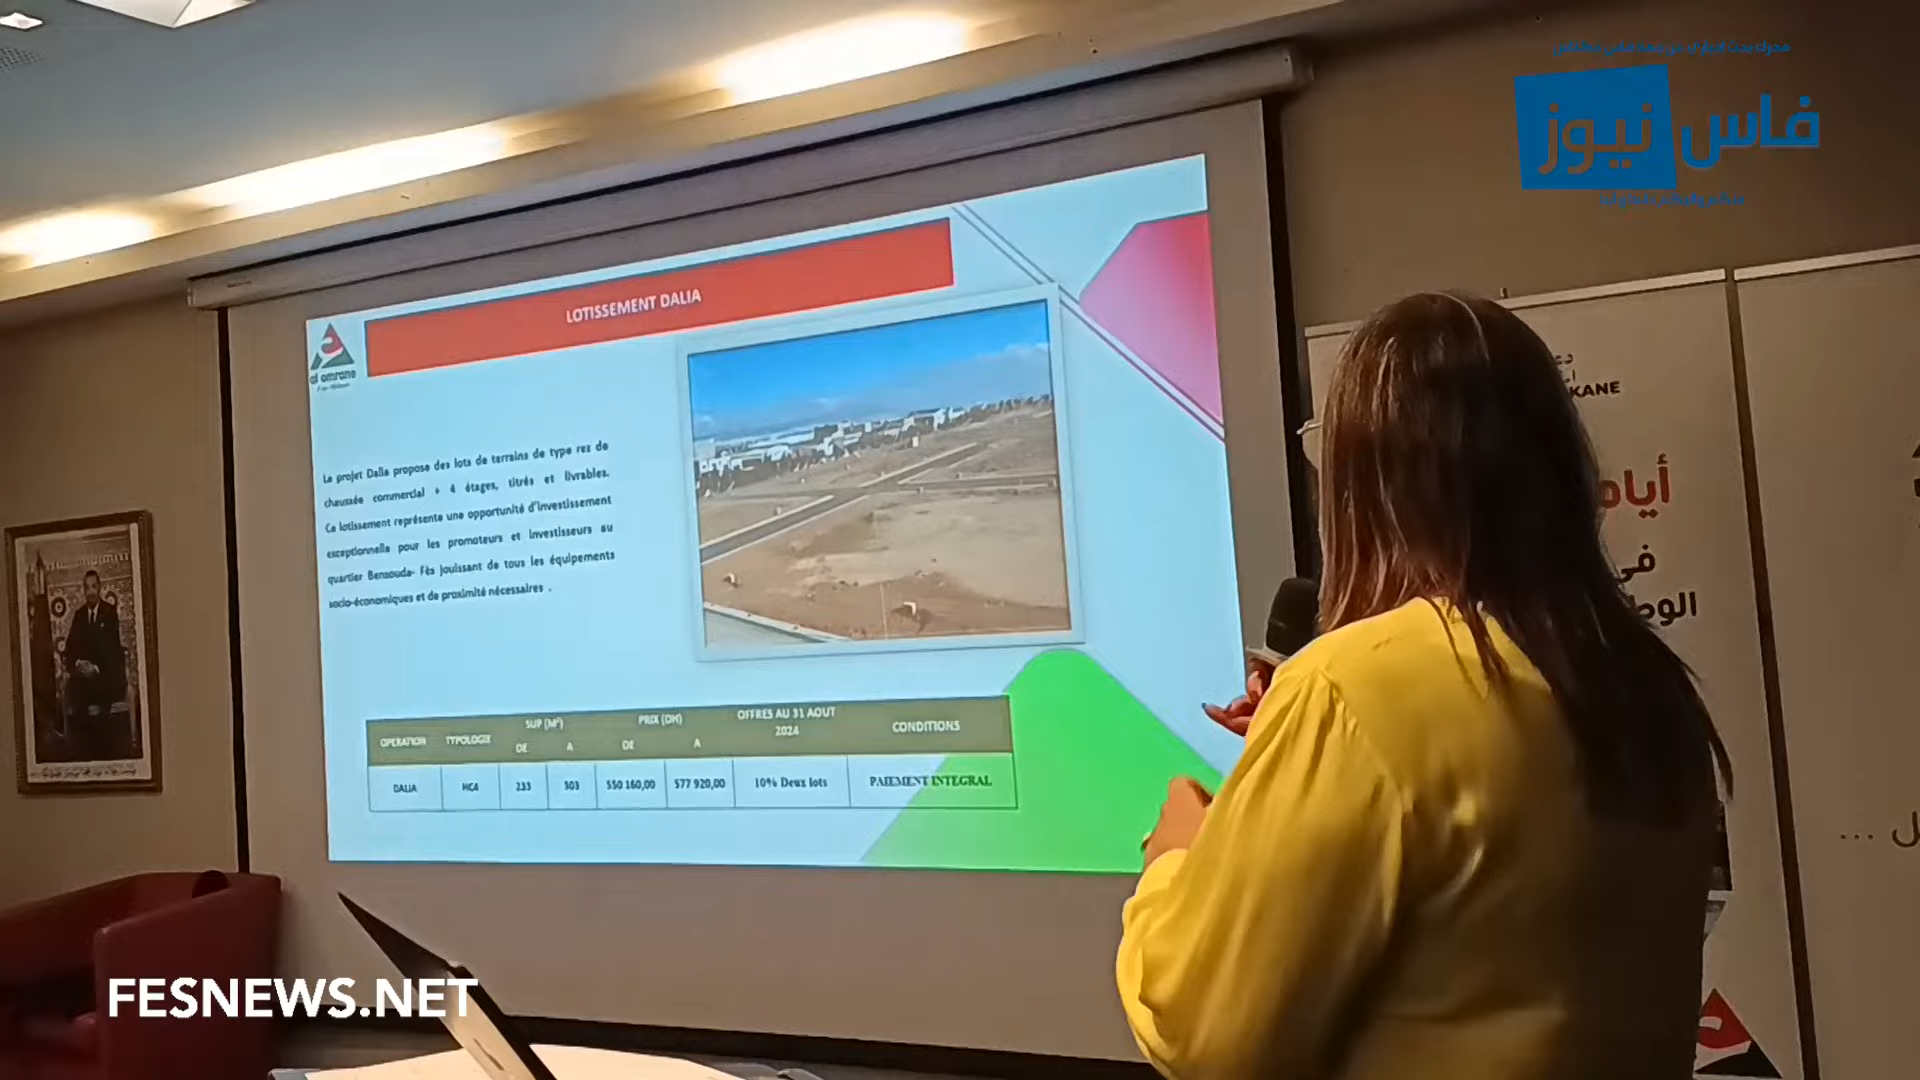 فاس نيوز
LOTISSEMENT DALIA
al omrane
Le projet Dalia propose des lots de terrains de type rez de
chaussée commercial + 4 étages, titrés et livrables.
Ce lotissement représente une opportunité d'investissement
exceptionnelle pour les promoteurs et investisseurs au
quartier Bensouda- Fès jouissant de tous les équipements
socio-économiques et de proximité nécessaires .
OPERATION TYPOLOGIE SUP (M²) PRIX (DH) OFFRES AU 31 AOUT 2024 CONDITIONS
DE A DE A
DALIA HC4 233 303 550 160,00 577 920,00 10% Deux lots PAIEMENT INTEGRAL
KANE
أيام
في
FESNEWS.NET